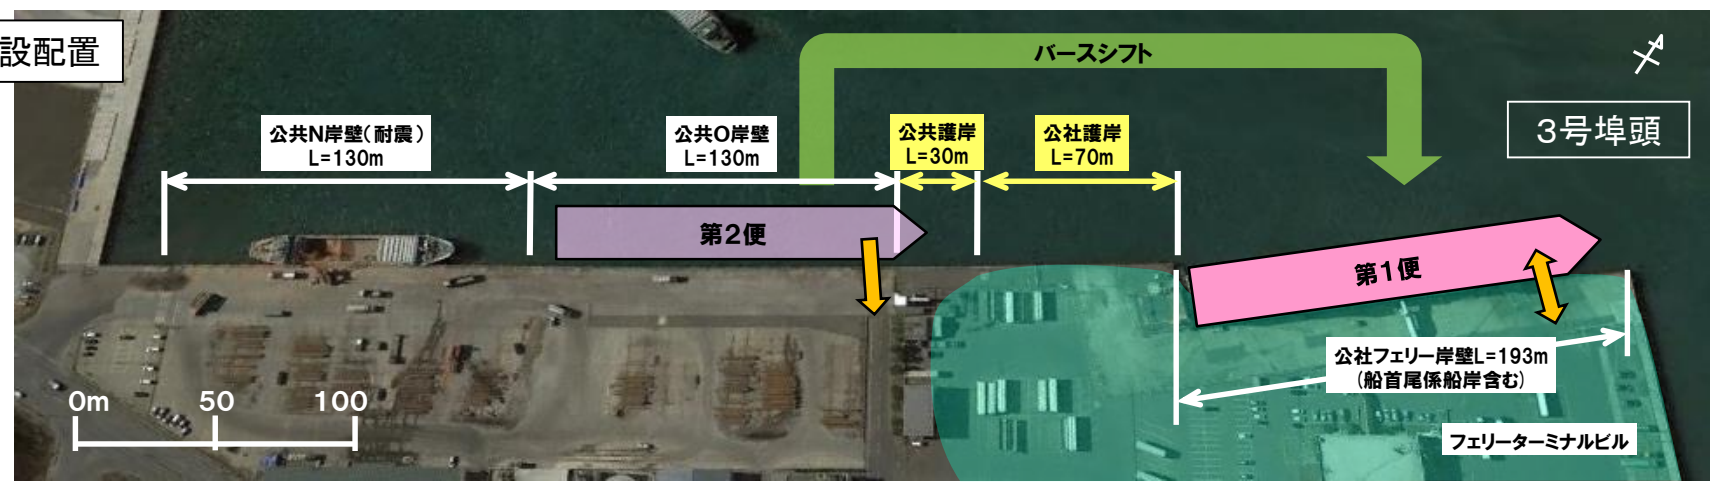 設配置
バースシフト
3号埠頭
公共N岸壁(耐震)
L=130m
公共O岸壁
L=130m
公共護岸
L=30m
公社護岸
L=70m
第2便
第1便
公社フェリー岸壁L=193m
(船首尾係船岸含む)
フェリーターミナルビル
0m 50 100